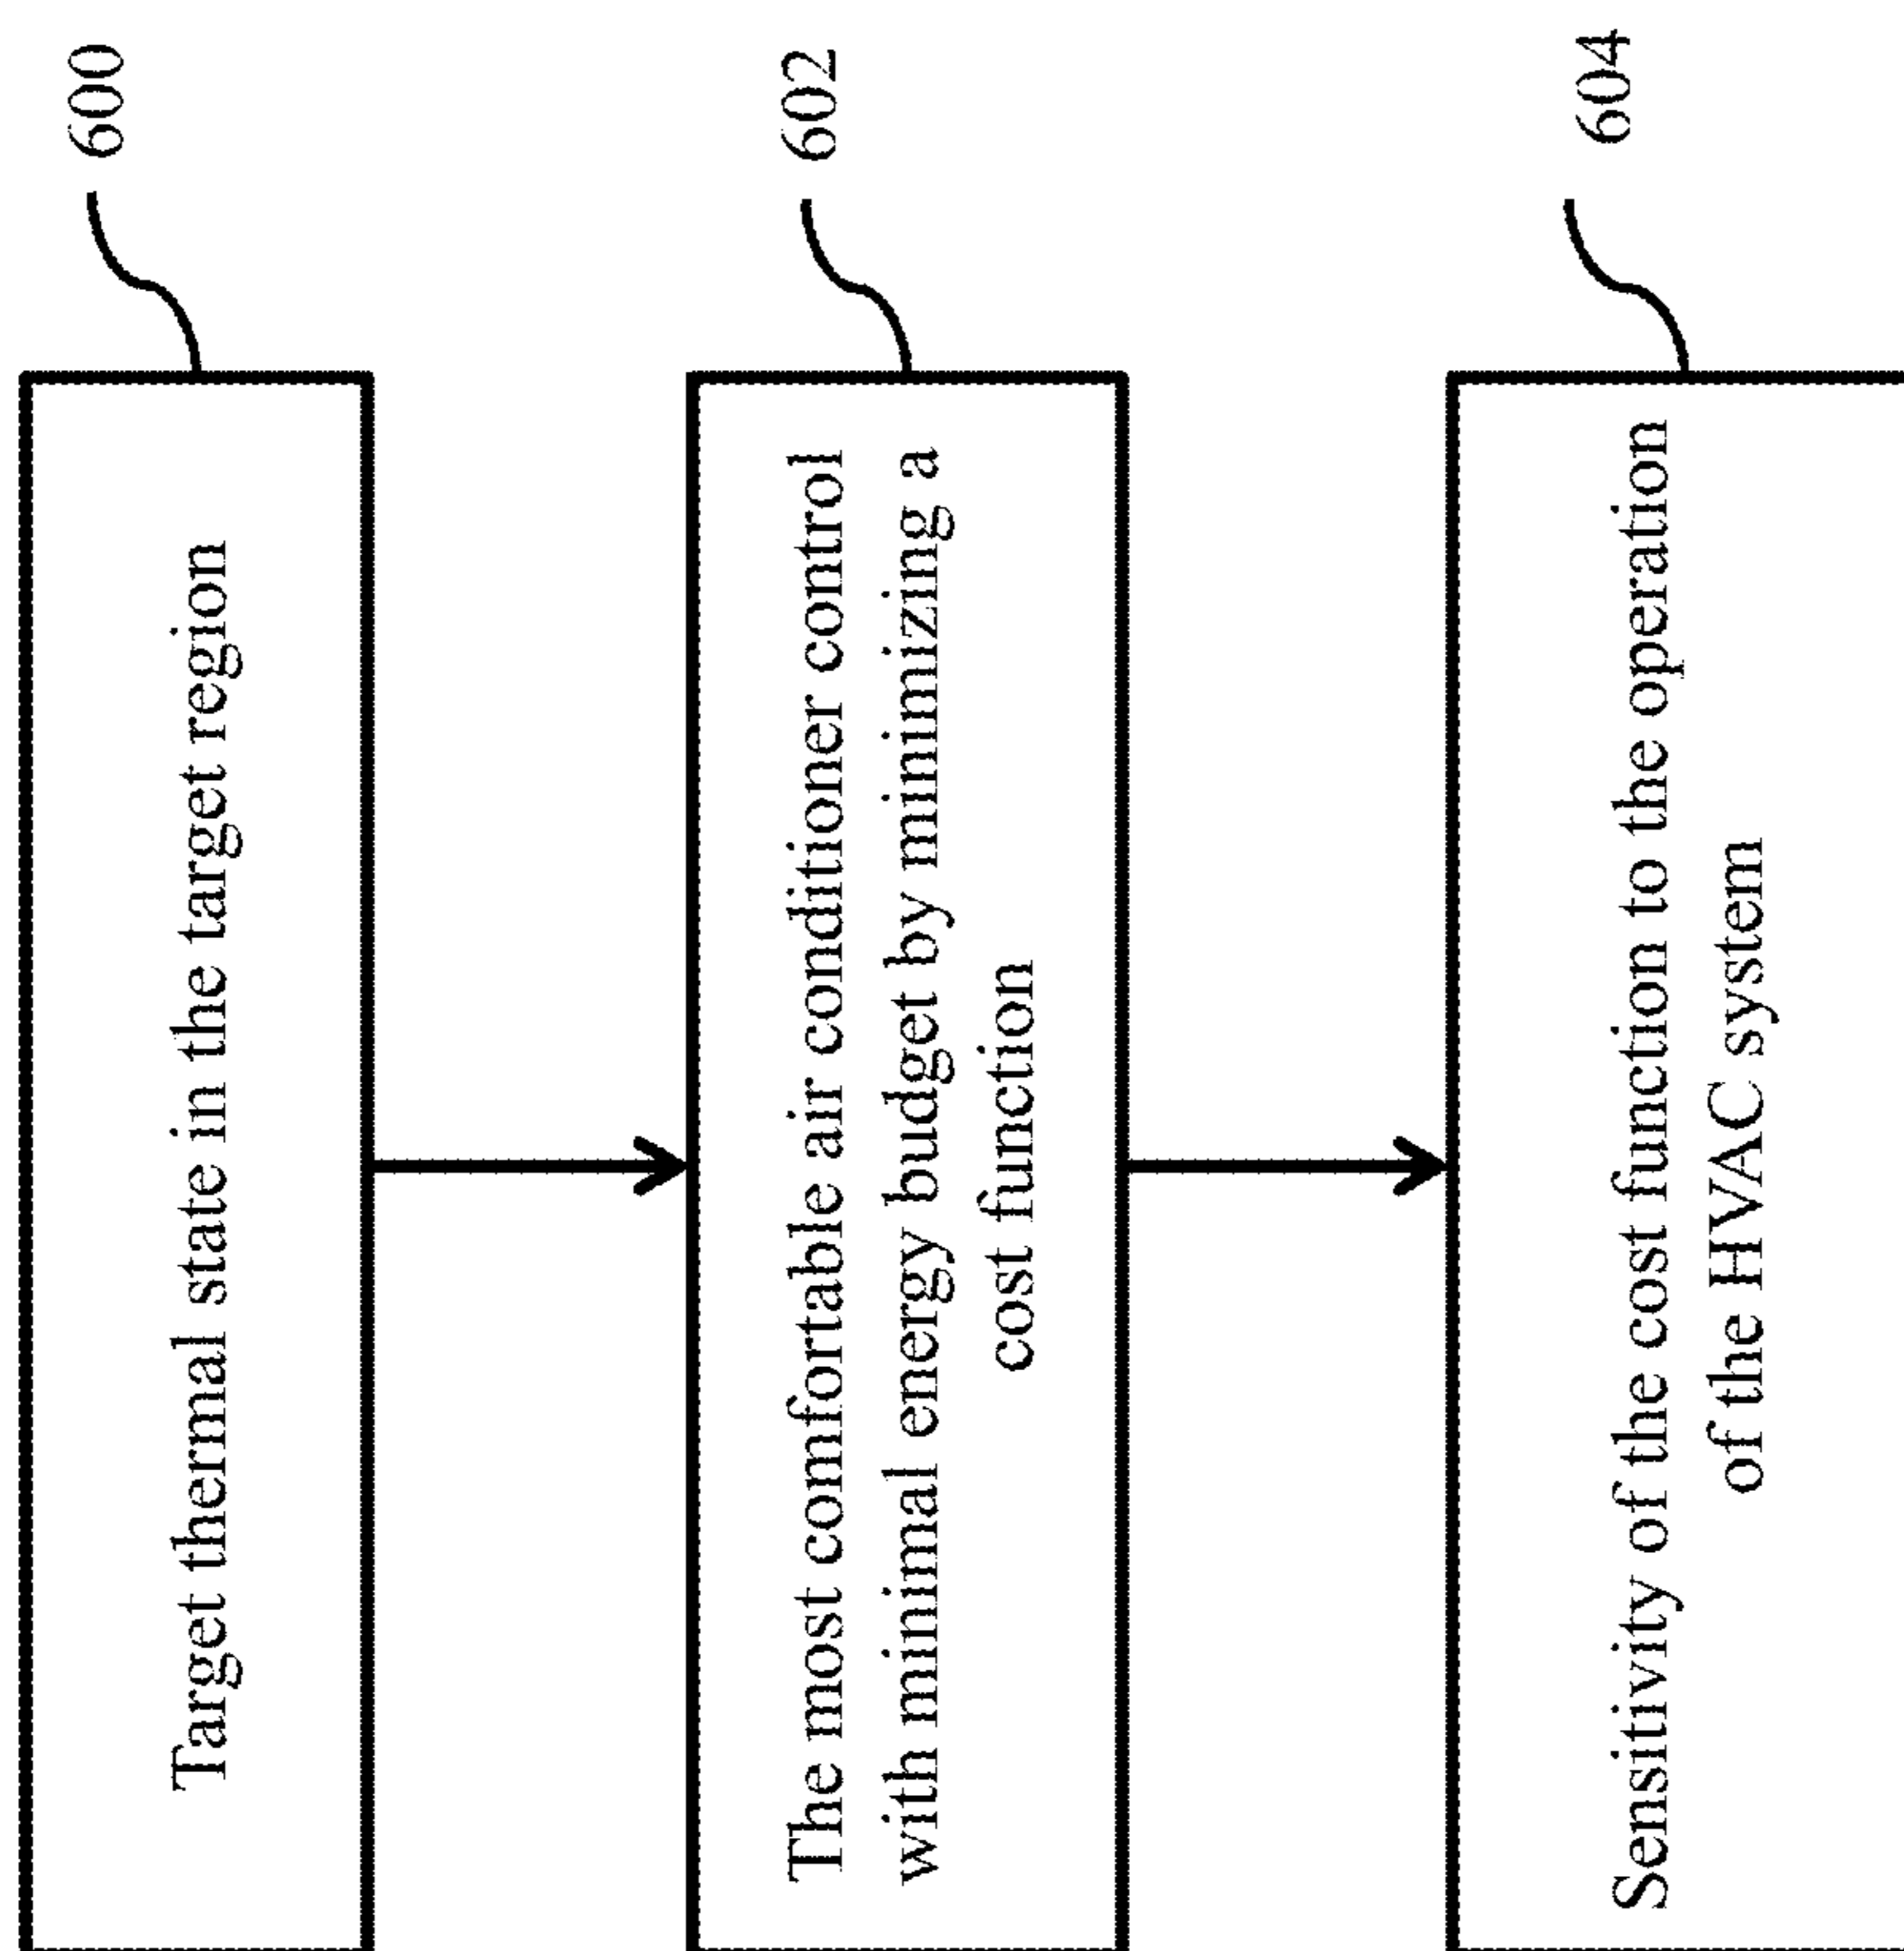 600
Target thermal state in the target region
602
The most comfortable air conditioner control
with minimal energy budget by minimizing a
cost function
604
Sensitivity of the cost function to the operation
of the HVAC system